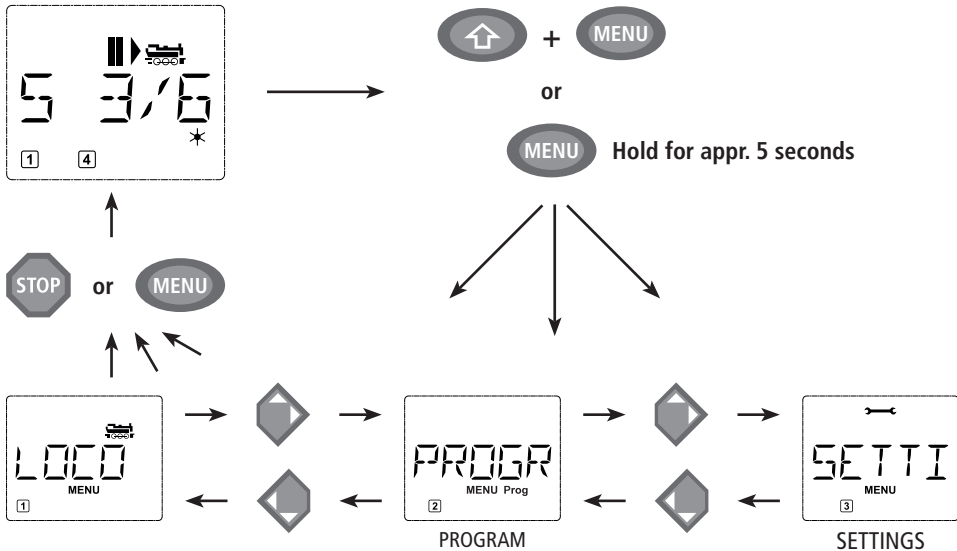 MENU
+
or
MENU Hold for appr. 5 seconds
S 3/6
1 4
STOP or MENU
LOCO
MENU
1
PROGR
MENU Prog
2
PROGRAM
SETTI
MENU
3
SETTINGS